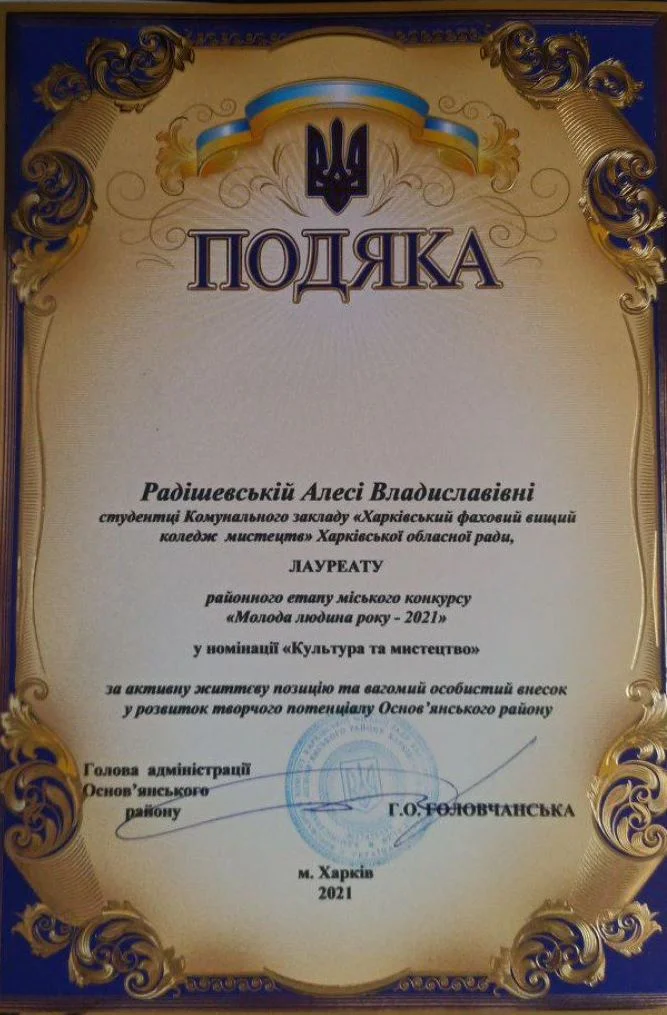 ПОДЯКА
Радішевській Алесі Владиславівні
студентці Комунального закладу «Харківський фаховий вищий
коледж мистецтв» Харківської обласної ради,
ЛАУРЕАТУ
районного етапу міського конкурсу
«Молода людина року - 2021»
у номінації «Культура та мистецтво»
за активну життєву позицію та вагомий особистий внесок
у розвиток творчого потенціалу Основ’янського району
Голова адміністрації
Основ’янського
району
Г.О. ГОЛОВЧАНСЬКА
м. Харків
2021